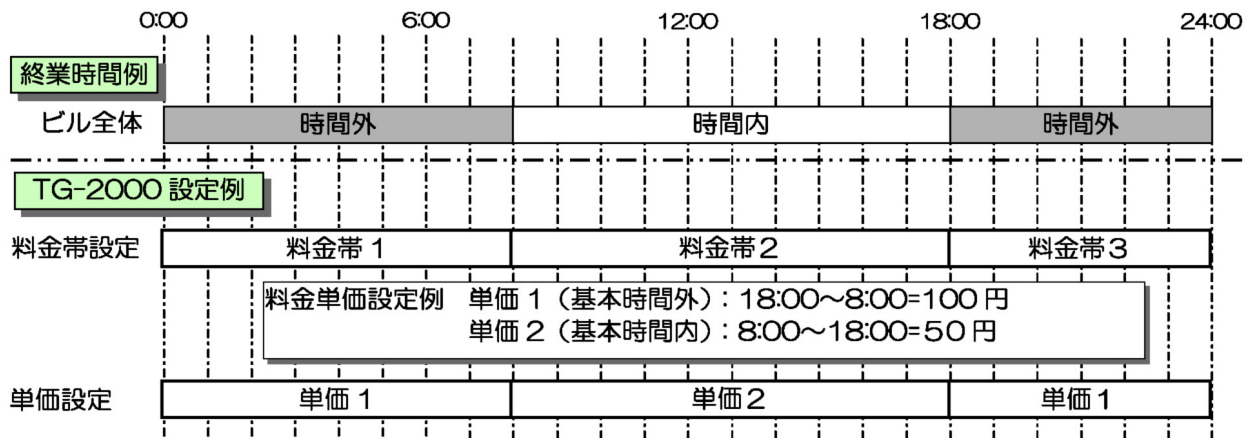 0:00 6:00 12:00 18:00 24:00
終業時間例
ビル全体 時間外 時間内 時間外
TG-2000 設定例
料金帯設定 料金帯1 料金帯2 料金帯3
料金単価設定例 単価1（基本時間外）：18:00～8:00=100円
単価2（基本時間内）：8:00～18:00=50円
単価設定 単価1 単価2 単価1